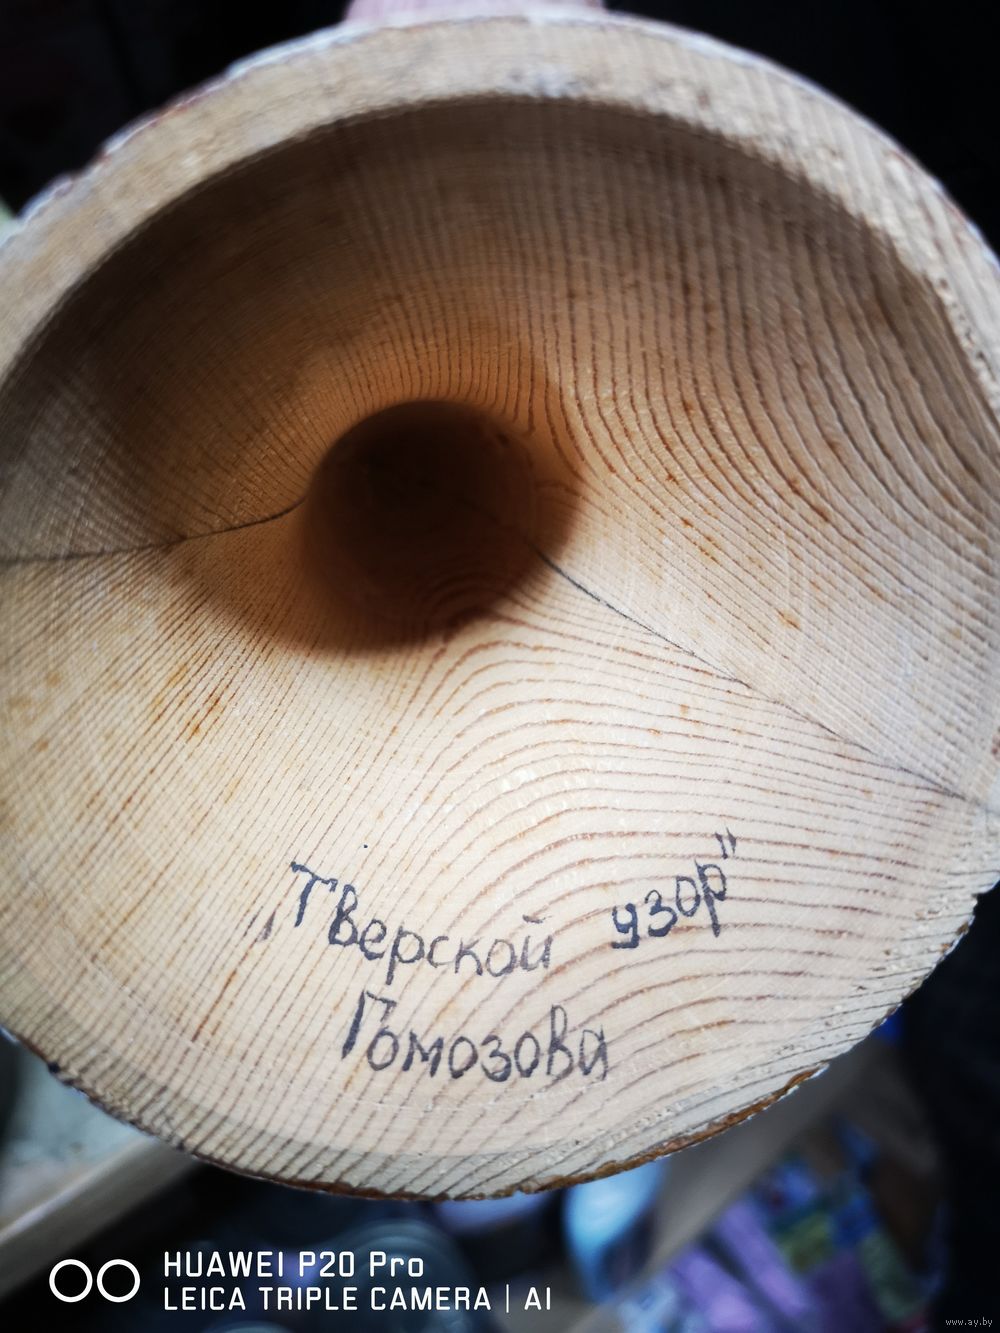 „Тверской узор"
Гомозова
HUAWEI P20 Pro
LEICA TRIPLE CAMERA | AI
www.ay.by